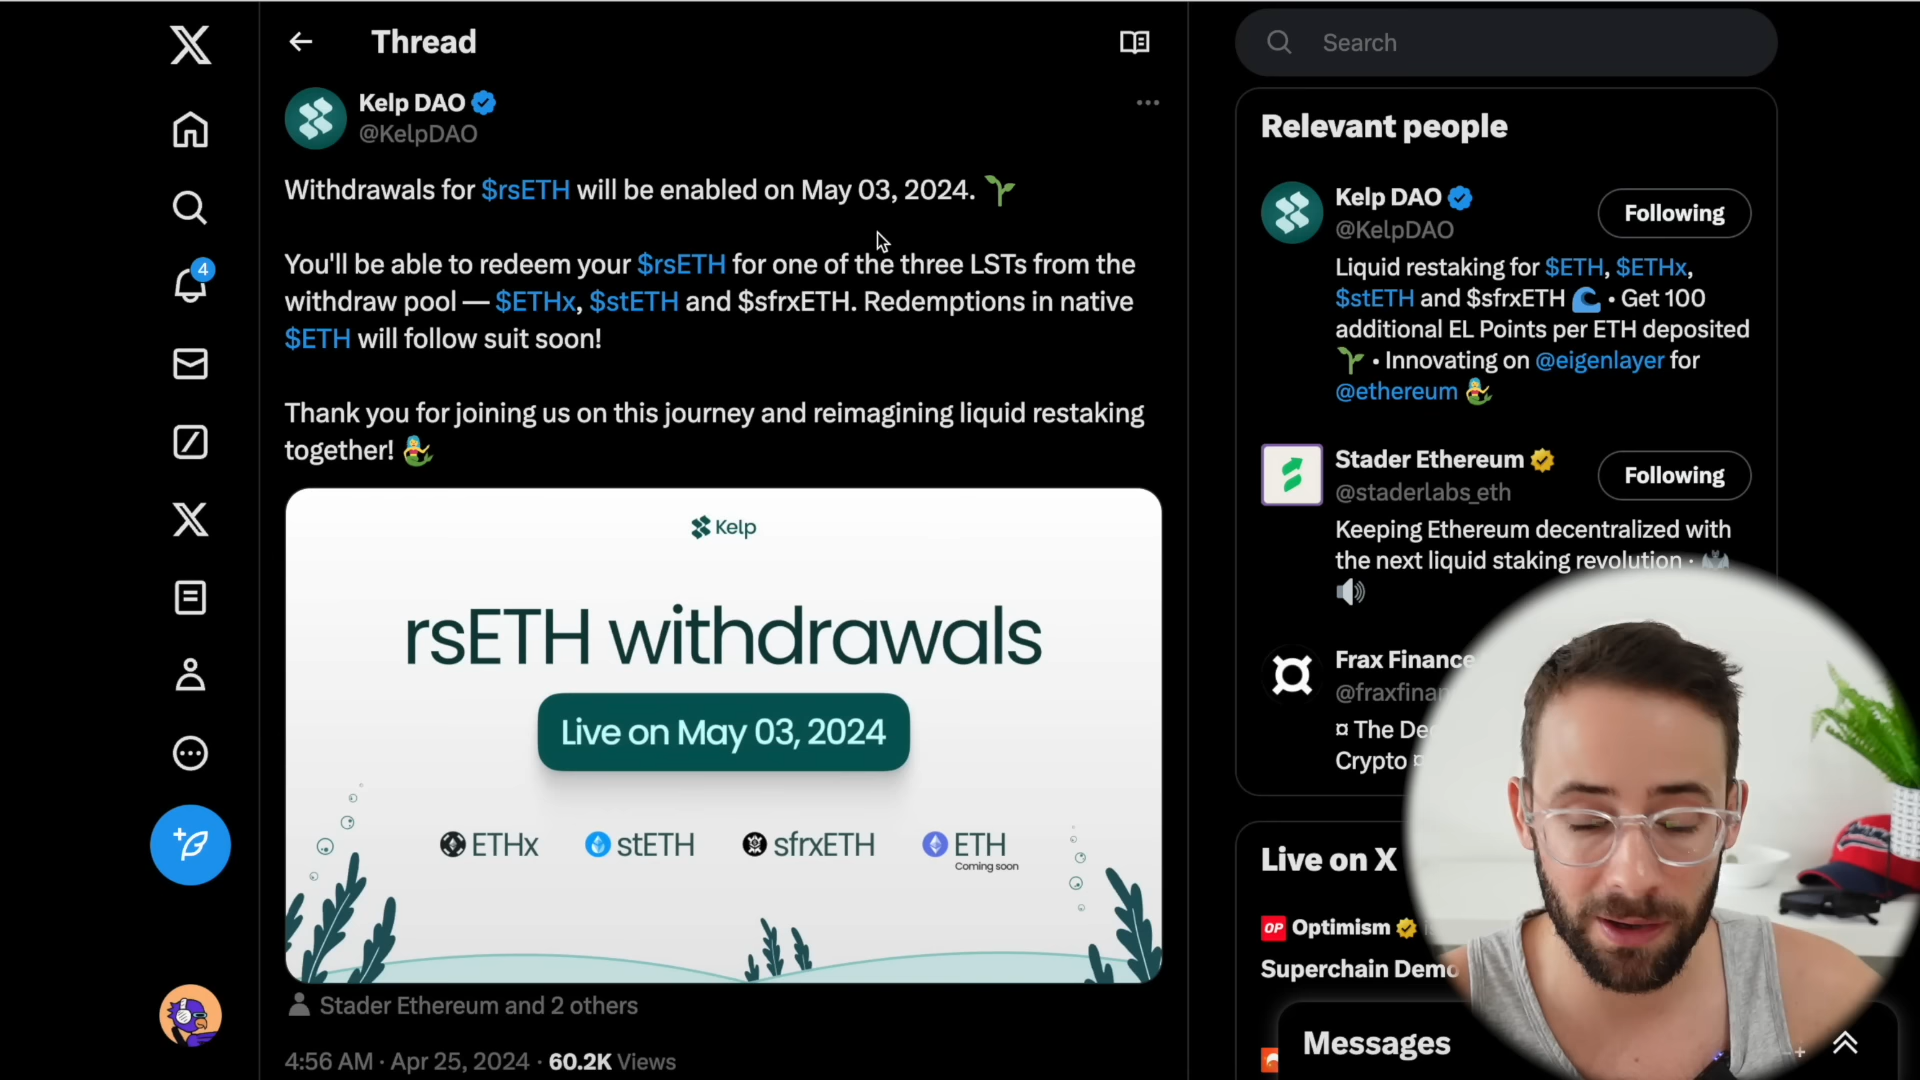 Thread
Search
Kelp DAO
@KelpDAO
Withdrawals for $rsETH will be enabled on May 03, 2024.
You'll be able to redeem your $rsETH for one of the three LSTs from the
withdraw pool — $ETHx, $stETH and $sfrxETH. Redemptions in native
$ETH will follow suit soon!
Thank you for joining us on this journey and reimagining liquid restaking
together!
Kelp
rsETH withdrawals
Live on May 03, 2024
ETHx stETH sfrxETH ETH
Coming soon
Stader Ethereum and 2 others
4:56 AM · Apr 25, 2024 · 60.2K Views
4
Relevant people
Kelp DAO
@KelpDAO
Following
Liquid restaking for $ETH, $ETHx,
$stETH and $sfrxETH • Get 100
additional EL Points per ETH deposited
• Innovating on @eigenlayer for
@ethereum
Stader Ethereum
@staderlabs_eth
Following
Keeping Ethereum decentralized with
the next liquid staking revolution ·
Frax Finance
¤ The
Crypto
Live on X
OP Optimism
Superchain
Messages